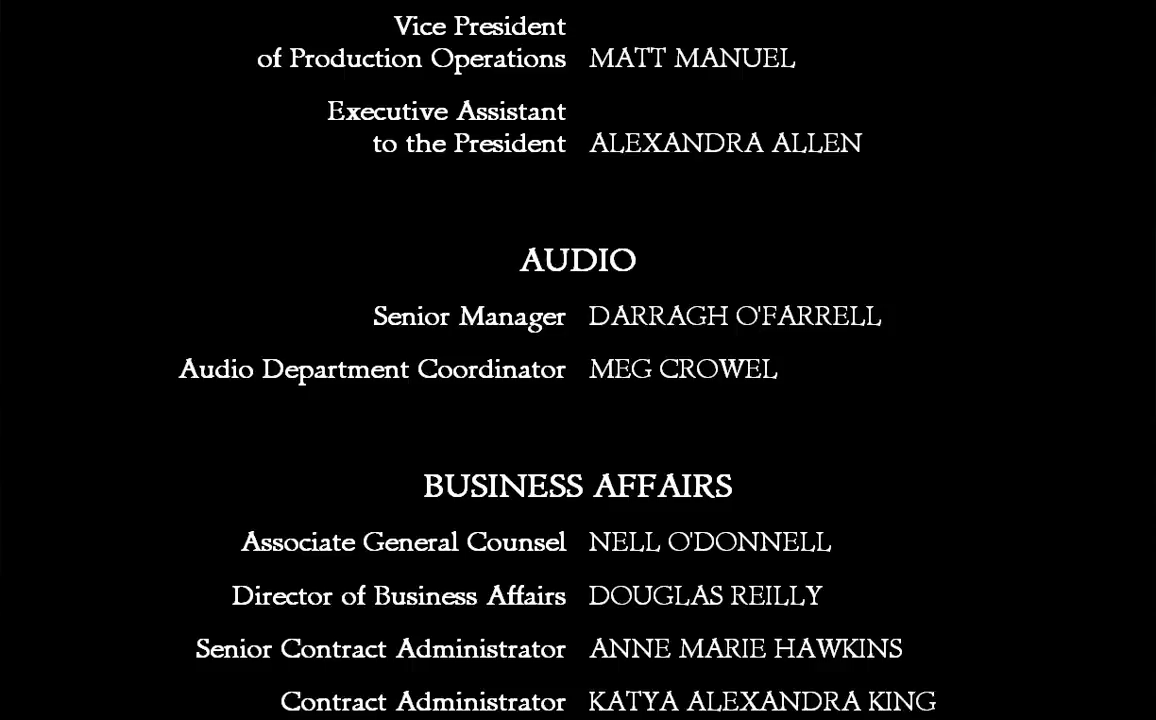 Vice President
of Production Operations MATT MANUEL
Executive Assistant
to the President ALEXANDRA ALLEN
AUDIO
Senior Manager DARRAGH O'FARRELL
Audio Department Coordinator MEG CROWEL
BUSINESS AFFAIRS
Associate General Counsel NELL O'DONNELL
Director of Business Affairs DOUGLAS REILLY
Senior Contract Administrator ANNE MARIE HAWKINS
Contract Administrator KATYA ALEXANDRA KING